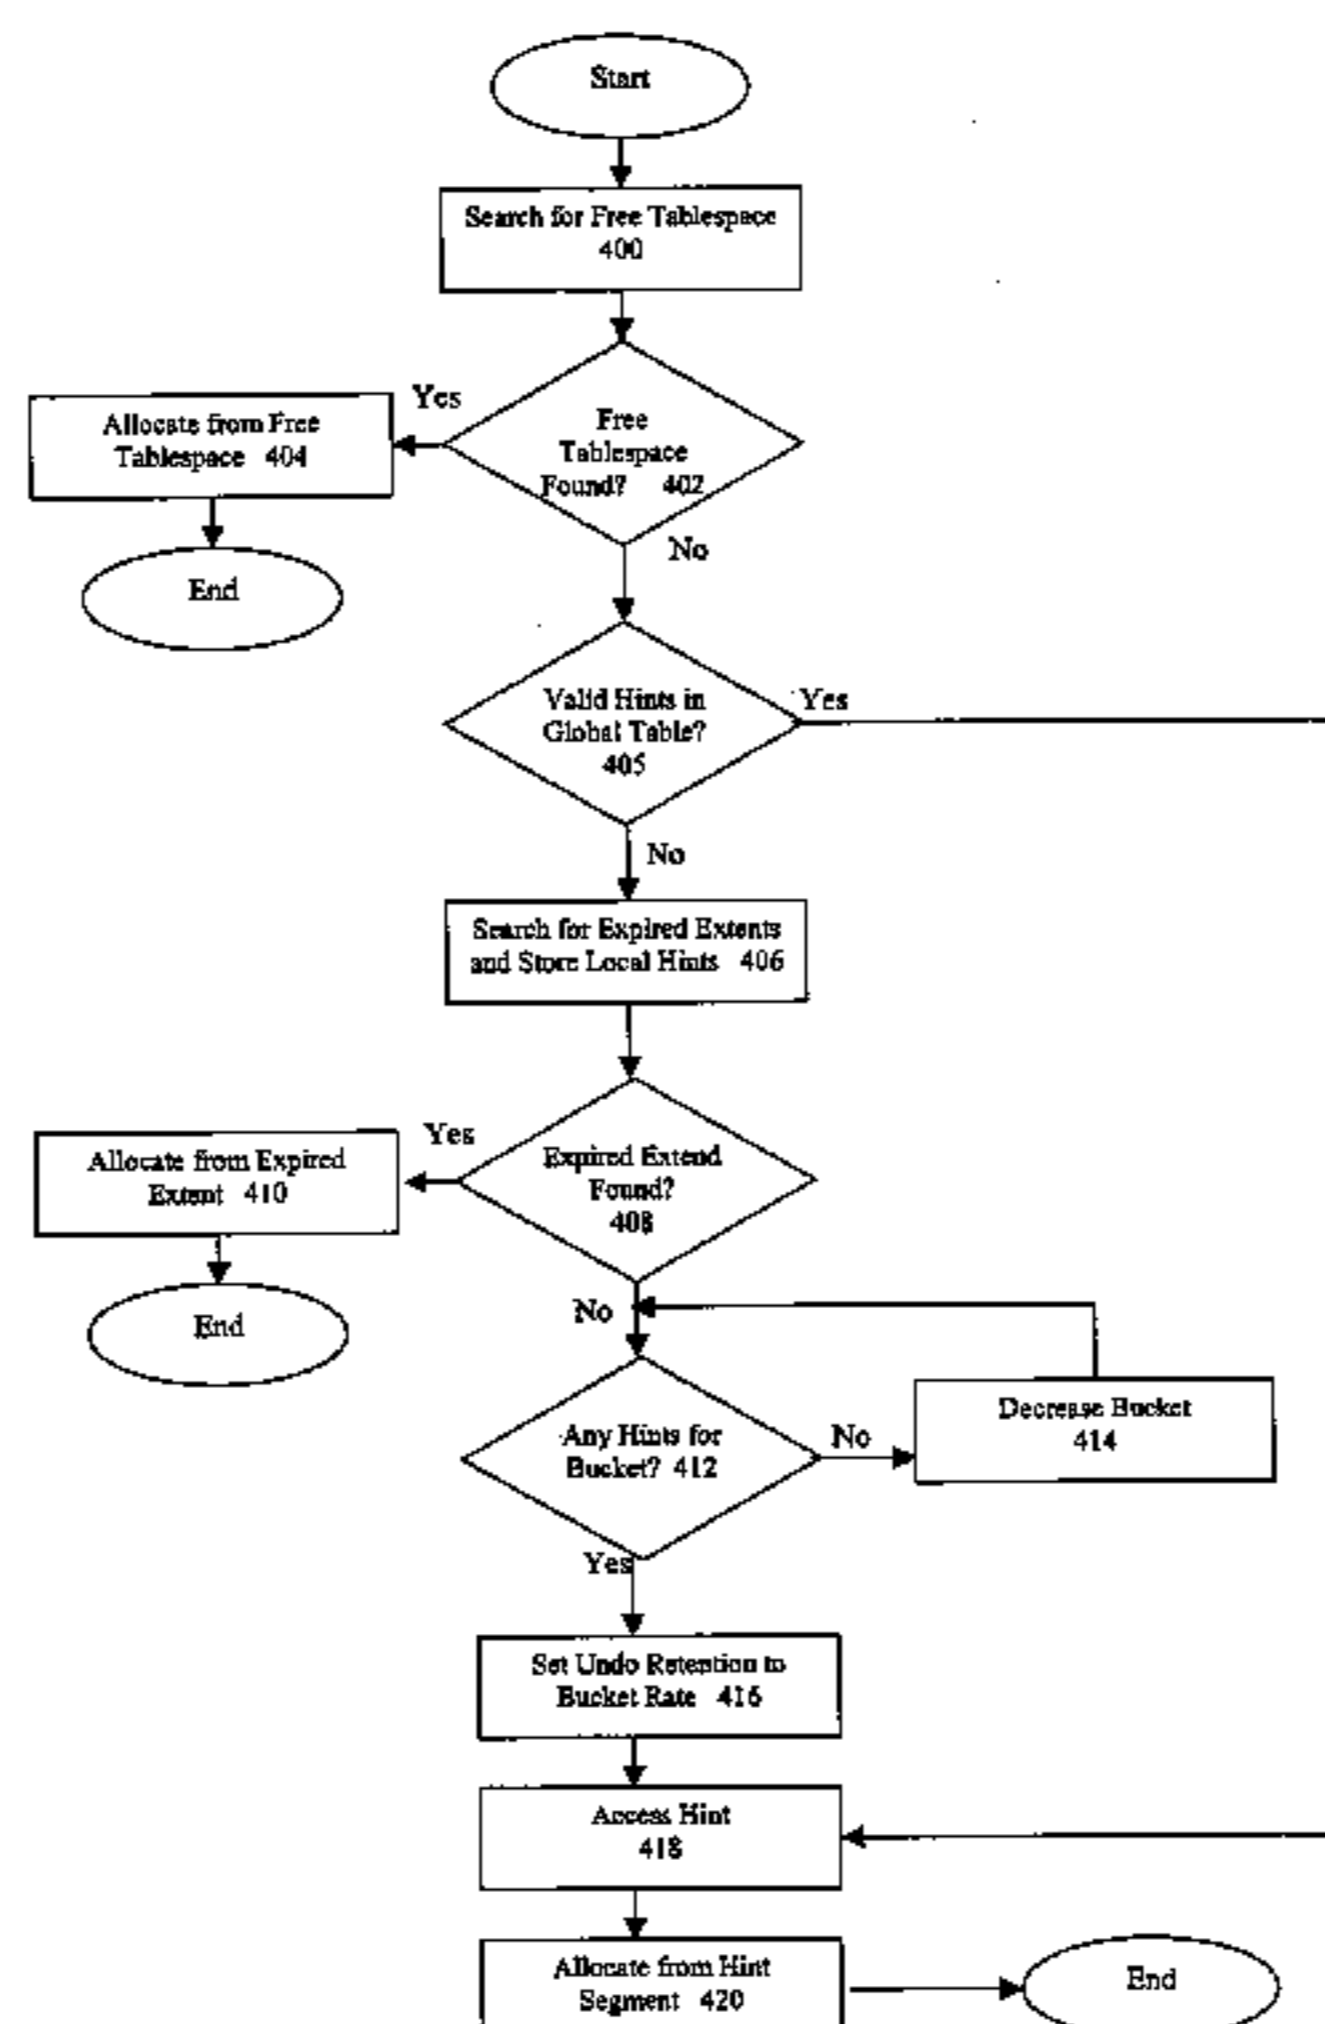 Start
Search for Free Tablespace
400
Yes
Allocate from Free
Tablespace 404
Free
Tablespace
Found? 402
No
End
Valid Hints in
Global Table?
405
Yes
No
Search for Expired Extents
and Store Local Hints 406
Yes
Allocate from Expired
Extent 410
Expired Extend
Found?
408
No
End
Any Hints for
Bucket? 412
No
Decrease Bucket
414
Yes
Set Undo Retention to
Bucket Rate 416
Access Hint
418
Allocate from Hint
Segment 420
End